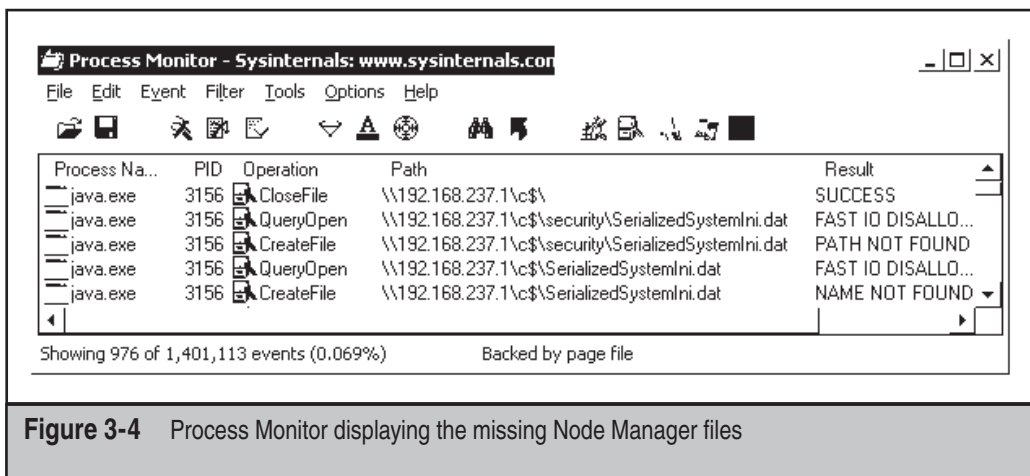 Process Monitor - Sysinternals: www.sysinternals.con
File Edit Event Filter Tools Options Help
Process Na... PID Operation Path Result
java.exe 3156 CloseFile \\192.168.237.1\c$\ SUCCESS
java.exe 3156 QueryOpen \\192.168.237.1\c$\security\SerializedSystemIni.dat FAST IO DISALLO...
java.exe 3156 CreateFile \\192.168.237.1\c$\security\SerializedSystemIni.dat PATH NOT FOUND
java.exe 3156 QueryOpen \\192.168.237.1\c$\SerializedSystemIni.dat FAST IO DISALLO...
java.exe 3156 CreateFile \\192.168.237.1\c$\SerializedSystemIni.dat NAME NOT FOUND
Showing 976 of 1,401,113 events (0.069%) Backed by page file
Figure 3-4 Process Monitor displaying the missing Node Manager files